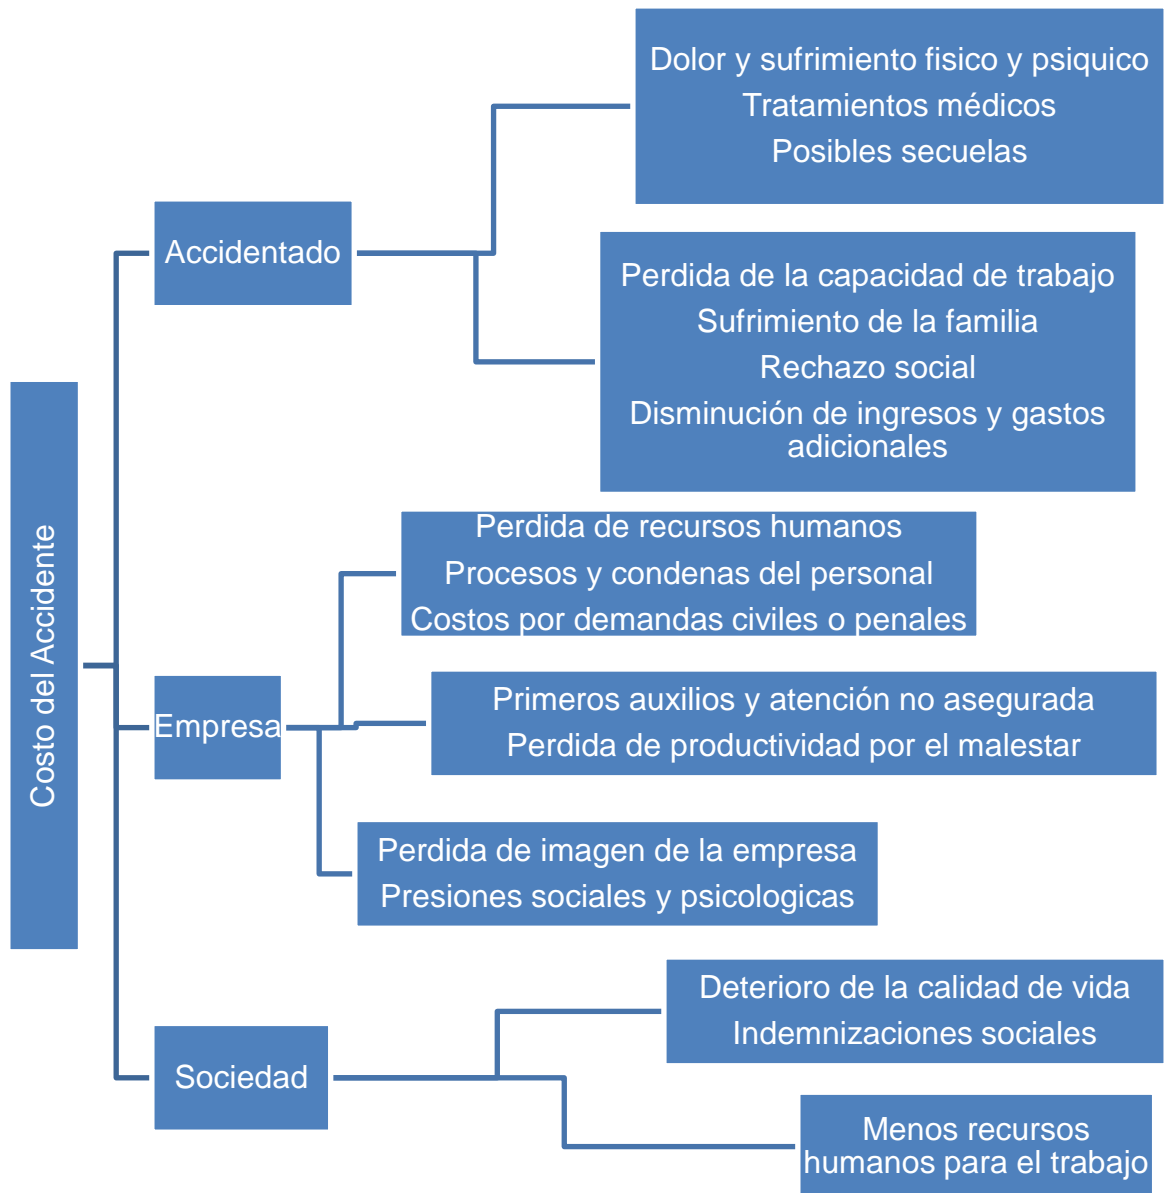 Costo del Accidente
Accidentado
Dolor y sufrimiento fisico y psiquico
Tratamientos médicos
Posibles secuelas
Perdida de la capacidad de trabajo
Sufrimiento de la familia
Rechazo social
Disminución de ingresos y gastos
adicionales
Empresa
Perdida de recursos humanos
Procesos y condenas del personal
Costos por demandas civiles o penales
Primeros auxilios y atención no asegurada
Perdida de productividad por el malestar
Perdida de imagen de la empresa
Presiones sociales y psicologicas
Sociedad
Deterioro de la calidad de vida
Indemnizaciones sociales
Menos recursos
humanos para el trabajo